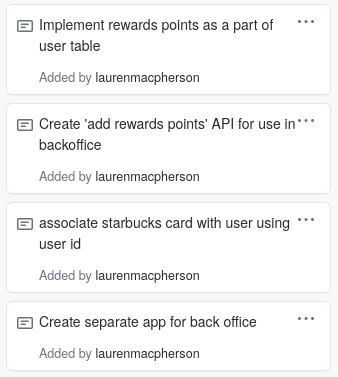 Implement rewards points as a part of
user table
Added by laurenmacpherson
Create 'add rewards points' API for use in
backoffice
Added by laurenmacpherson
associate starbucks card with user using
user id
Added by laurenmacpherson
Create separate app for back office
Added by laurenmacpherson